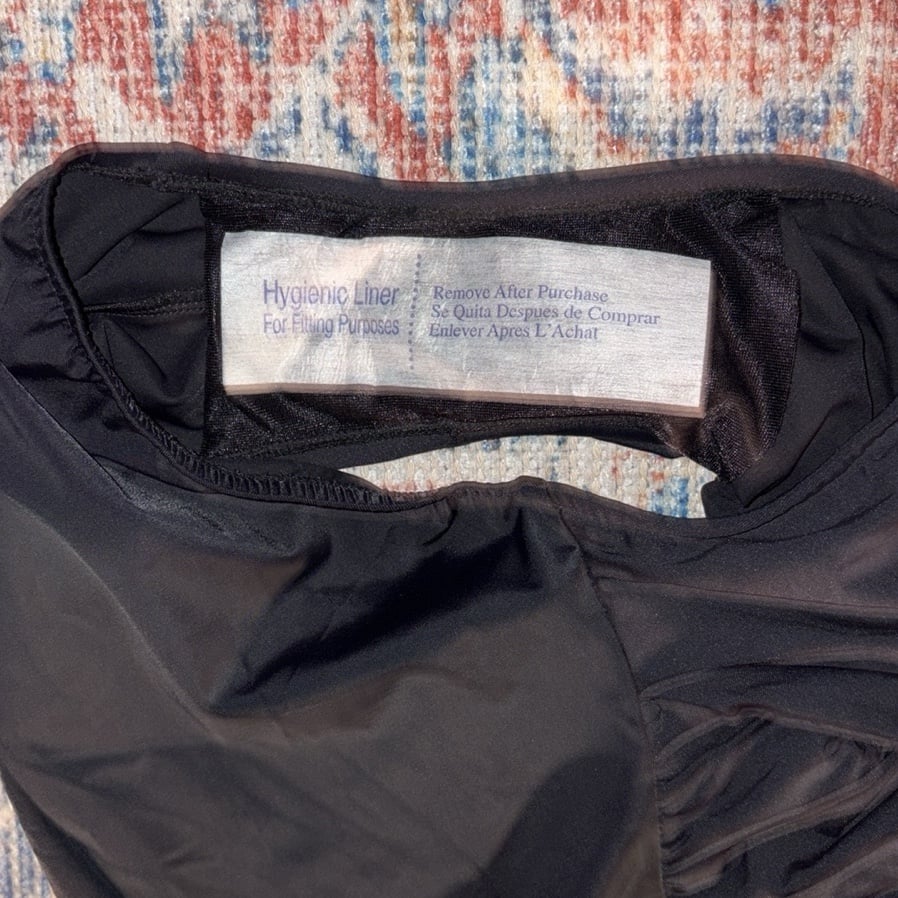 Hygienic Liner
For Fitting Purposes
Remove After Purchase
Se Quita Despues de Comprar
Enlever Apres L'Achat